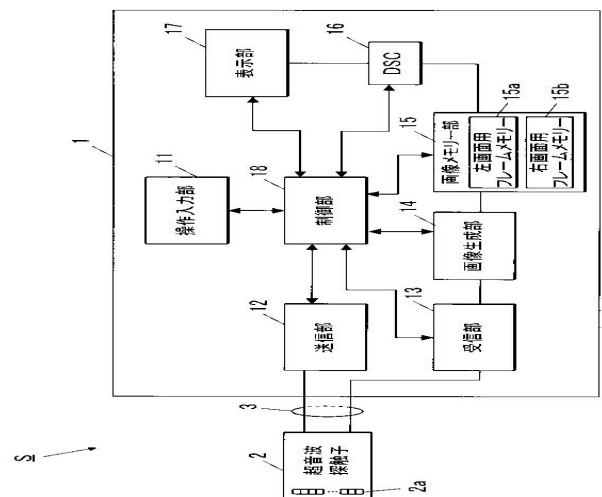 S
1
2
超音波
探触子
2a
3
12
送信部
11
操作入力部
18
制御部
13
受信部
14
画像生成部
15
画像メモリー部
左画面用
フレームメモリー
15a
右画面用
フレームメモリー
15b
16
DSC
17
表示部